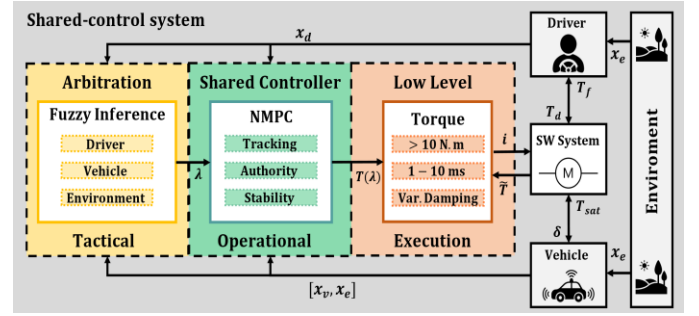 Shared-control system
x_d
Driver
x_e
Arbitration
Shared Controller
Low Level
T_f
Fuzzy Inference
NMPC
Torque
T_d
Driver
Tracking
> 10 N. m
i
SW System
Vehicle
λ
Authority
T(λ)
1 − 10 ms
M
Environment
Stability
Var. Damping
T̃
T_sat
Tactical
Operational
Execution
δ
Vehicle
x_e
[x_v, x_e]
Enviroment